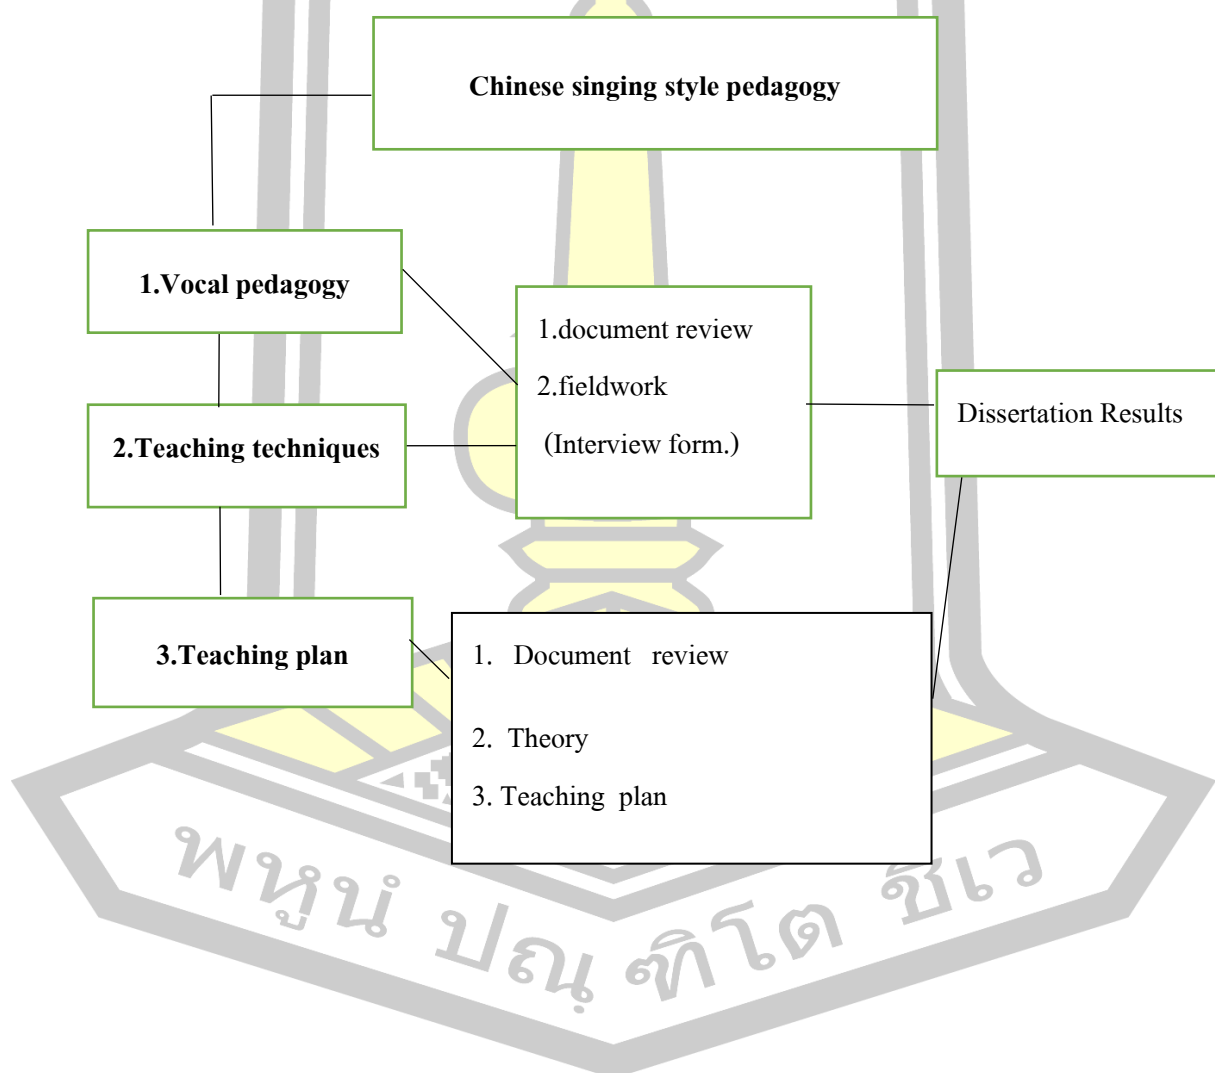 Chinese singing style pedagogy
1.Vocal pedagogy
1.document review
2.fieldwork
(Interview form.)
Dissertation Results
2.Teaching techniques
3.Teaching plan
1. Document review
2. Theory
3. Teaching plan
พหูนํ ปณฺฑิโต ชีเว